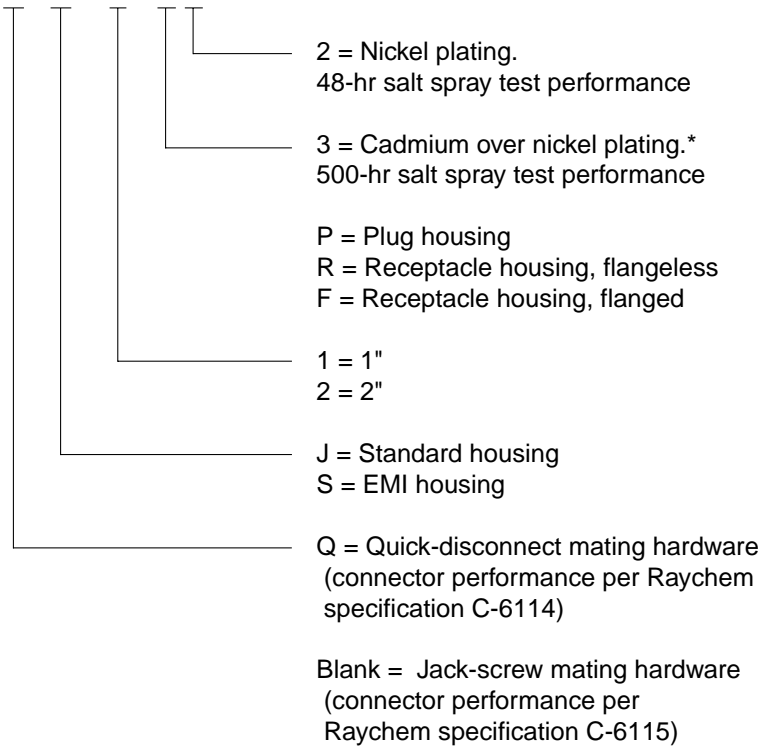 2 = Nickel plating.
48-hr salt spray test performance
3 = Cadmium over nickel plating.*
500-hr salt spray test performance
P = Plug housing
R = Receptacle housing, flangeless
F = Receptacle housing, flanged
1 = 1"
2 = 2"
J = Standard housing
S = EMI housing
Q = Quick-disconnect mating hardware
(connector performance per Raychem
specification C-6114)
Blank = Jack-screw mating hardware
(connector performance per
Raychem specification C-6115)